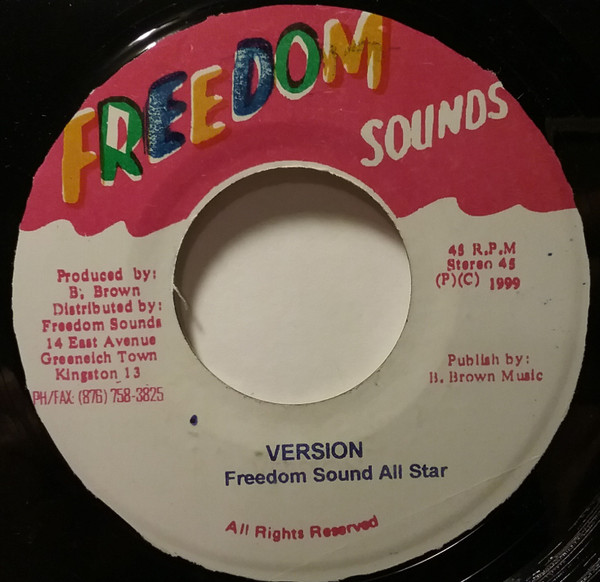 FREEDOM
SOUNDS
Produced by:
B. Brown
Distributed by:
Freedom Sounds
14 East Avenue
Greeneich Town
Kingston 13
PH/FAX: (876) 758-3825
45 R.P.M
Stereo 45
(P)(C) 1999
Publish by:
B. Brown Music
VERSION
Freedom Sound All Star
All Rights Reserved